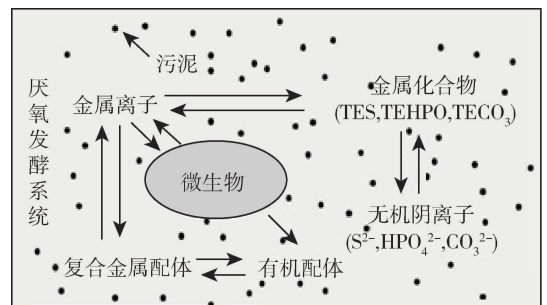 污泥
厌氧发酵系统
金属离子
金属化合物
(TES,TEHPO,TECO₃)
微生物
无机阴离子
(S²⁻,HPO₄²⁻,CO₃²⁻)
复合金属配体
有机配体